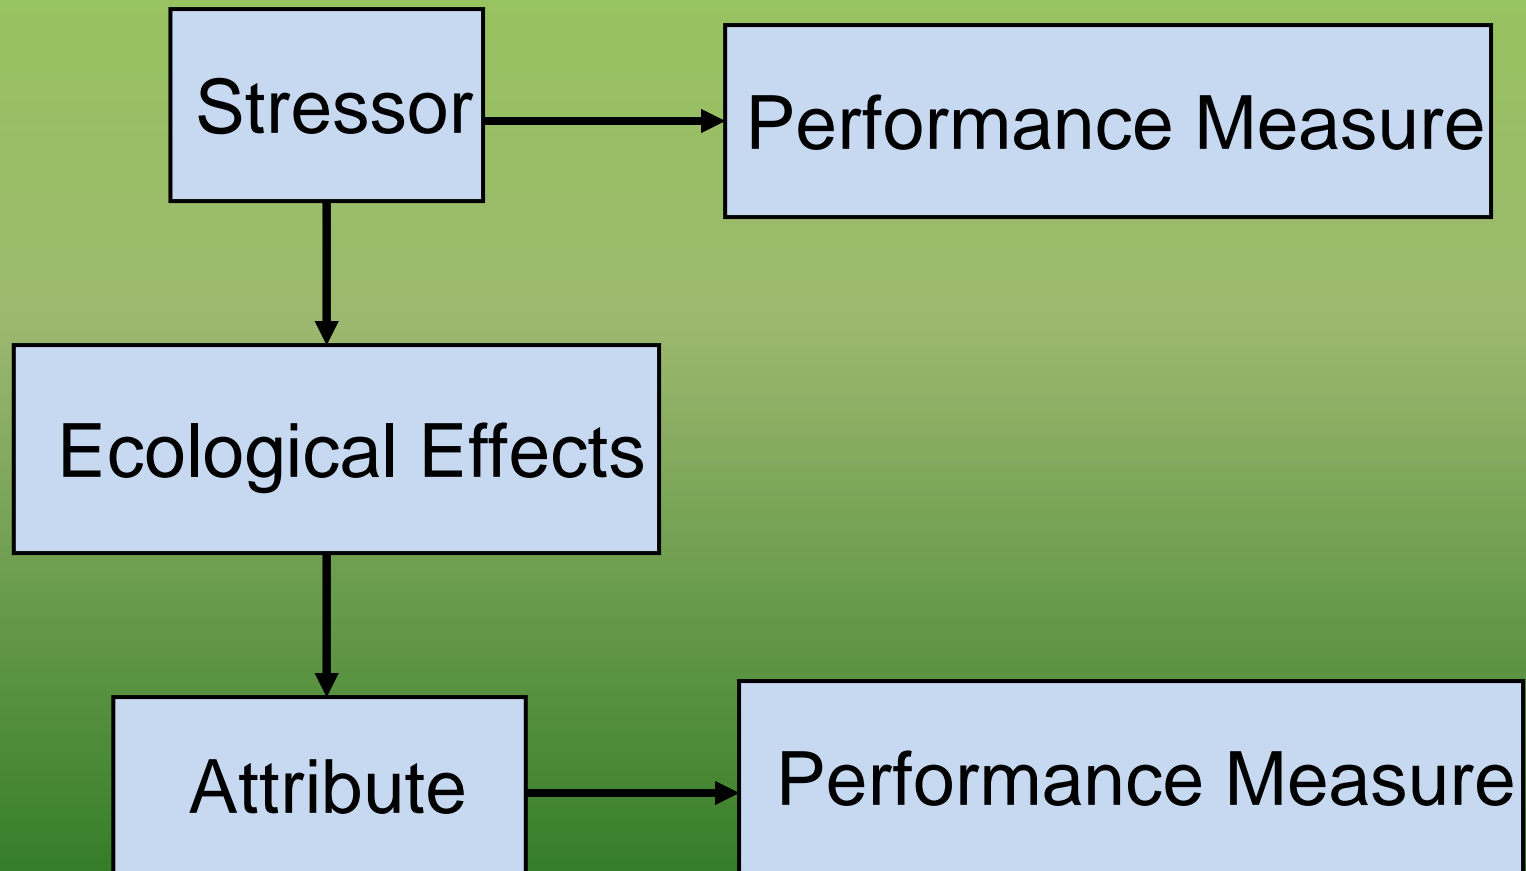 Stressor
Performance Measure
Ecological Effects
Attribute
Performance Measure